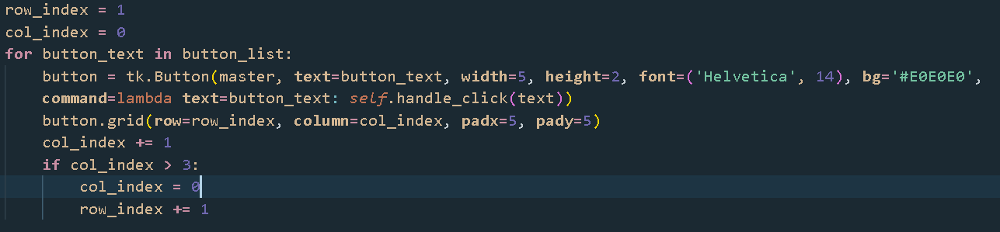 row_index = 1
col_index = 0
for button_text in button_list:
    button = tk.Button(master, text=button_text, width=5, height=2, font=('Helvetica', 14), bg='#E0E0E0',
    command=lambda text=button_text: self.handle_click(text))
    button.grid(row=row_index, column=col_index, padx=5, pady=5)
    col_index += 1
    if col_index > 3:
        col_index = 0
        row_index += 1